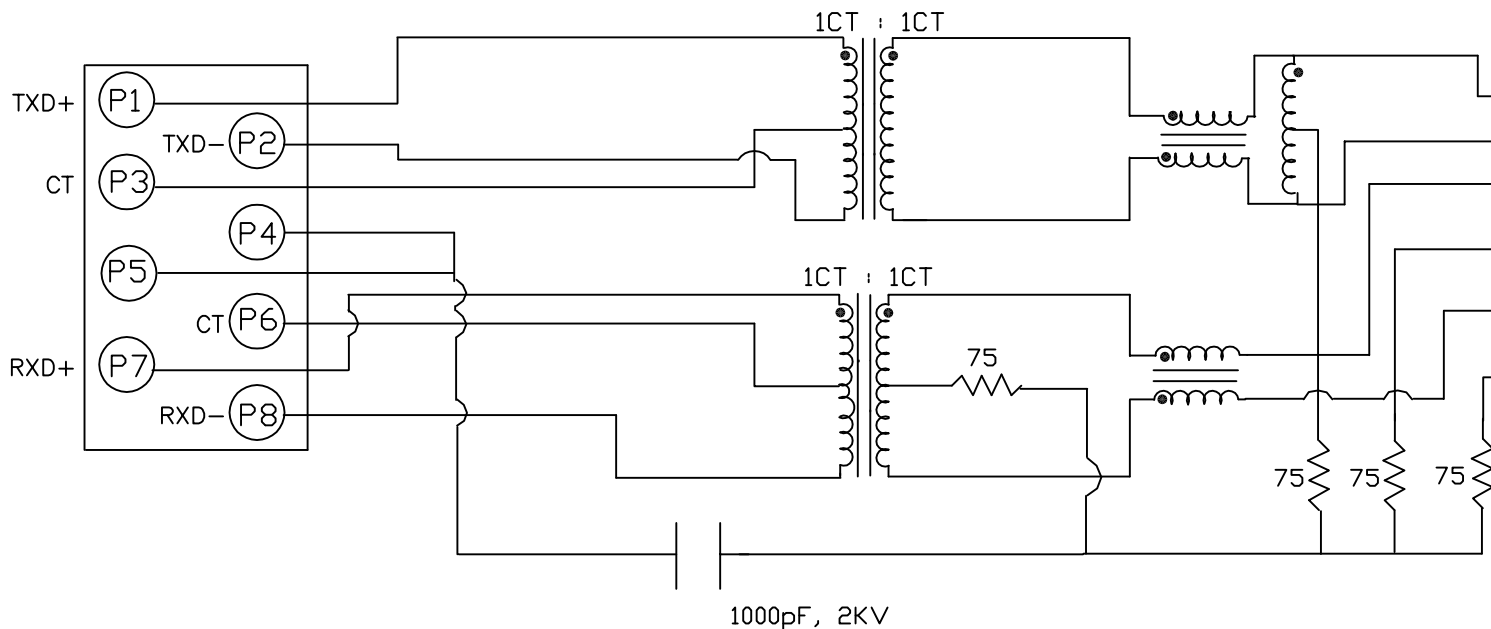 1CT : 1CT
TXD+ P1
TXD- P2
CT P3
P4
P5
1CT : 1CT
CT P6
RXD+ P7
75
RXD- P8
75 75 75
1000pF, 2KV